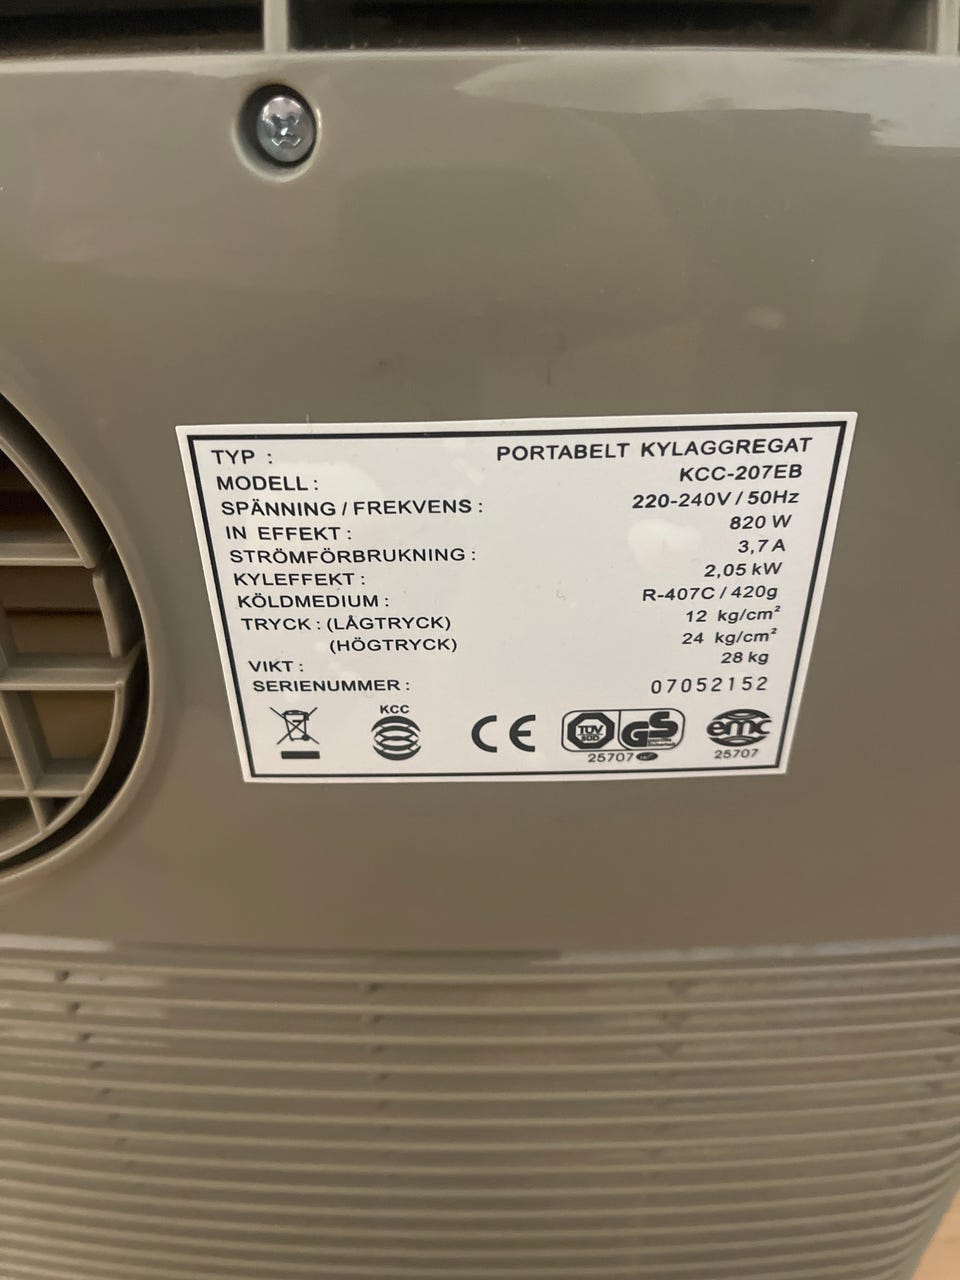 TYP : PORTABELT KYLAGGREGAT
MODELL : KCC-207EB
SPÄNNING / FREKVENS : 220-240V / 50Hz
IN EFFEKT : 820 W
STRÖMFÖRBRUKNING : 3,7 A
KYLEFFEKT : 2,05 kW
KÖLDMEDIUM : R-407C / 420g
TRYCK : (LÅGTRYCK) 12 kg/cm²
(HÖGTRYCK) 24 kg/cm²
VIKT : 28 kg
SERIENUMMER : 07052152
KCC
CE TÜV SÜD GS emc
25707 25707